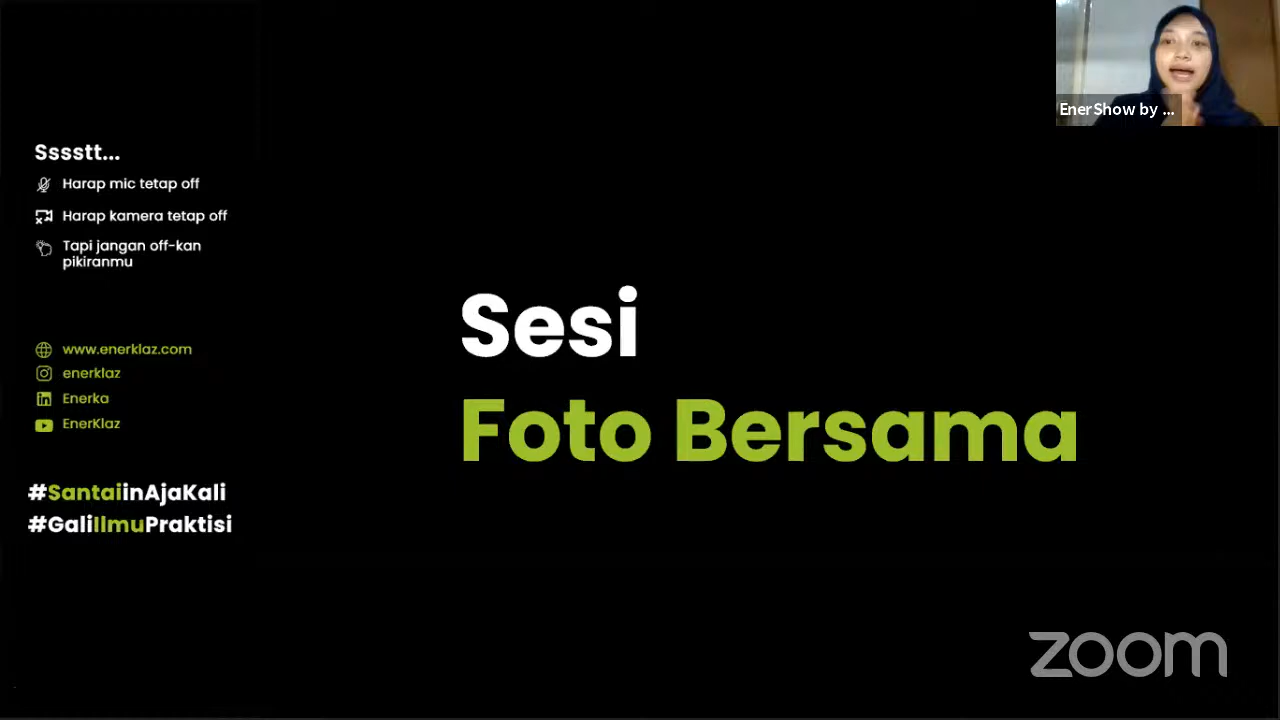 EnerShow by ...
Sssstt...
Harap mic tetap off
Harap kamera tetap off
Tapi jangan off-kan
pikiranmu
www.enerklaz.com
enerklaz
Enerka
EnerKlaz
#SantaiinAjaKali
#GaliIlmuPraktisi
Sesi
Foto Bersama
zoom